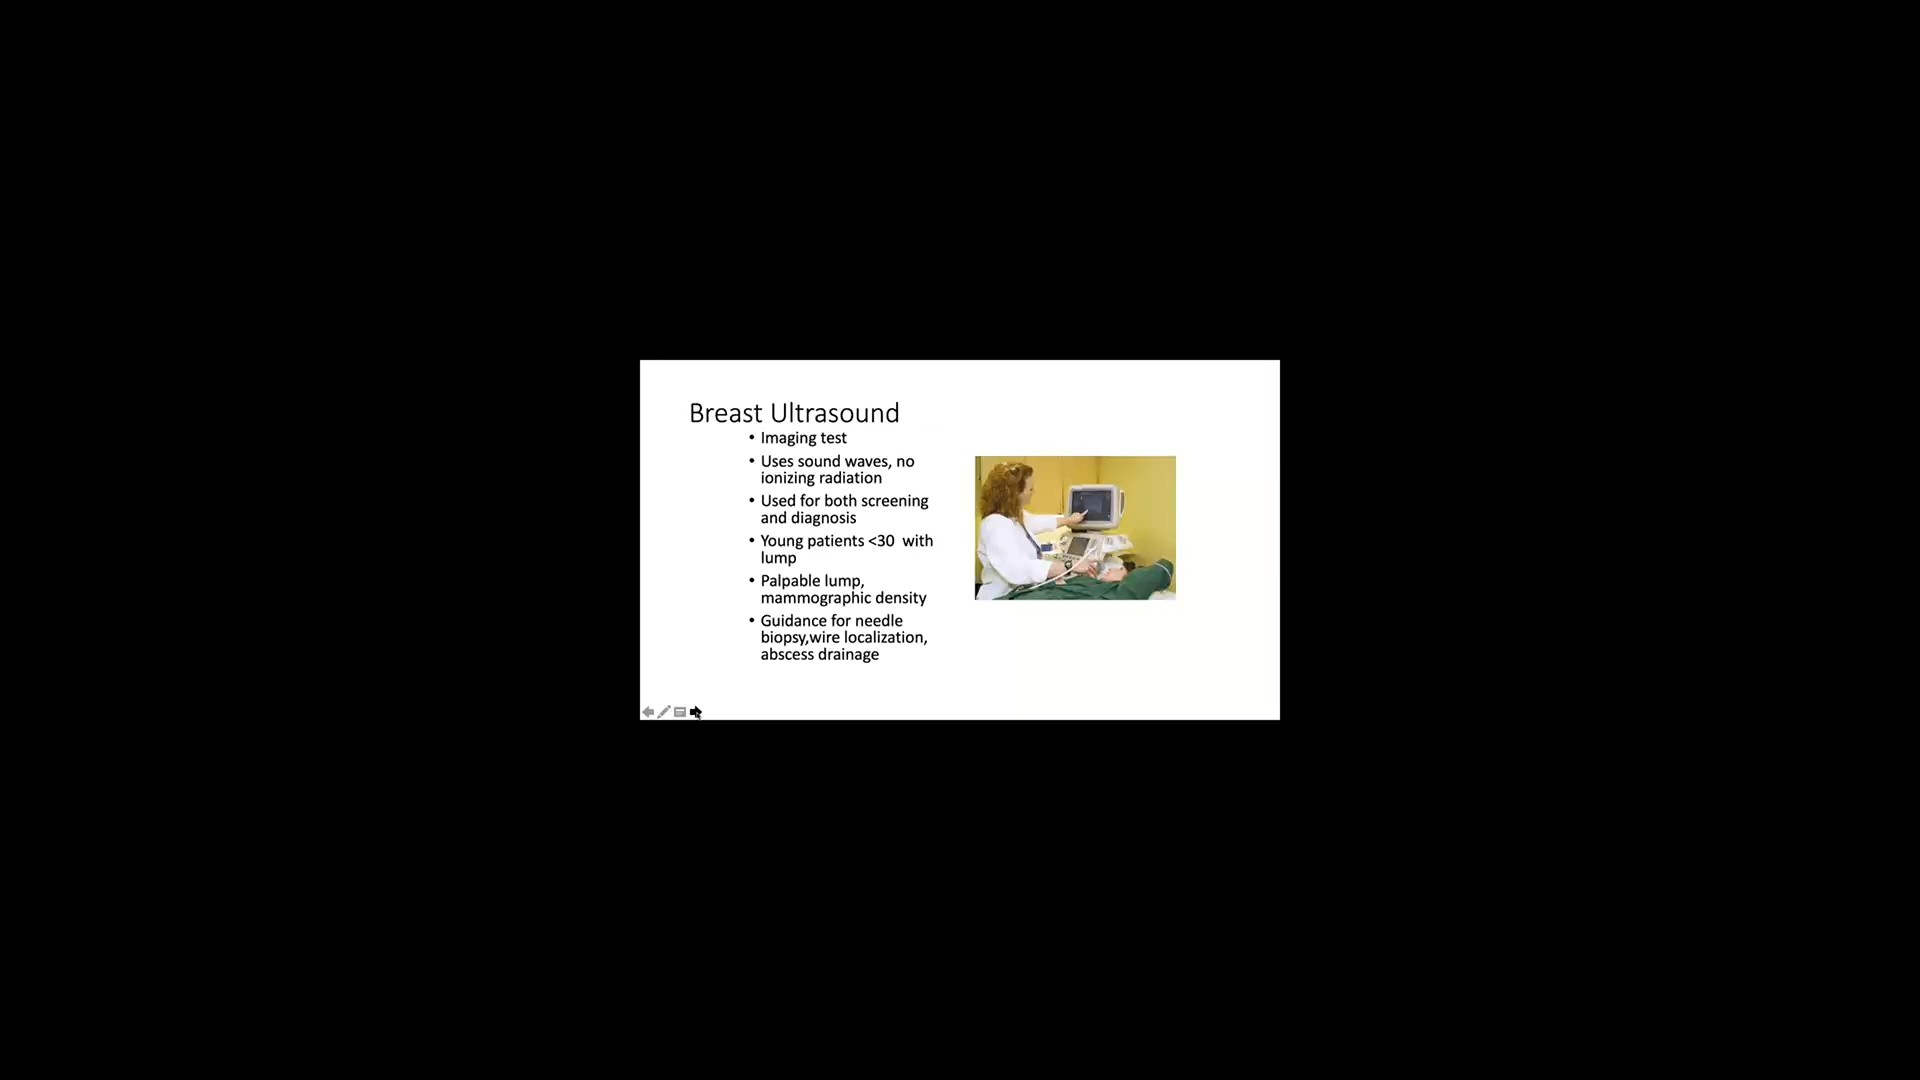 Breast Ultrasound
• Imaging test
• Uses sound waves, no
ionizing radiation
• Used for both screening
and diagnosis
• Young patients <30  with
lump
• Palpable lump,
mammographic density
• Guidance for needle
biopsy,wire localization,
abscess drainage